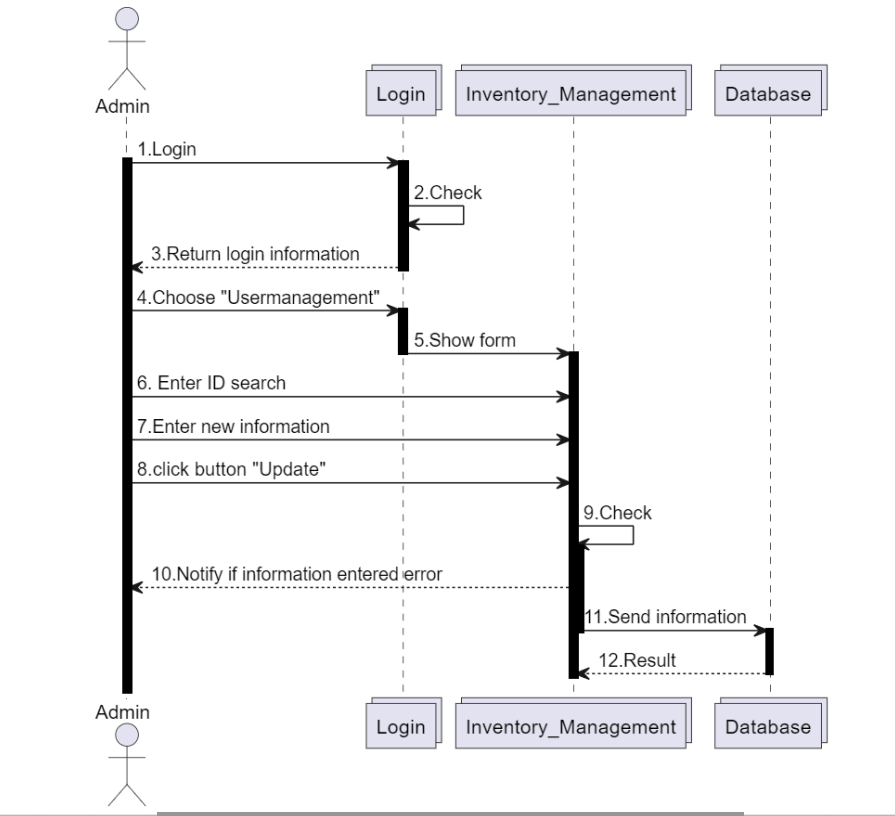 Admin
Login
Inventory_Management
Database
1.Login
2.Check
3.Return login information
4.Choose "Usermanagement"
5.Show form
6. Enter ID search
7.Enter new information
8.click button "Update"
9.Check
10.Notify if information entered error
11.Send information
12.Result
Admin
Login
Inventory_Management
Database